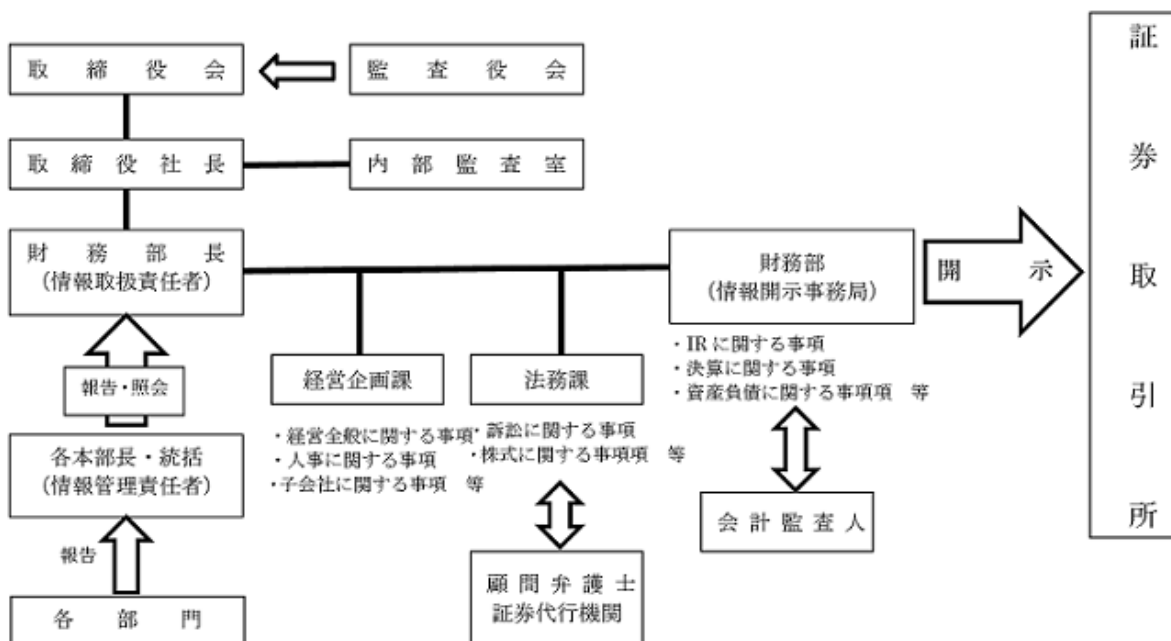 取締役会
監査役会
取締役社長
内部監査室
財務部長
(情報取扱責任者)
財務部
(情報開示事務局)
開示
証券取引所
・IRに関する事項
・決算に関する事項
・資産負債に関する事項項 等
経営企画課
法務課
報告・照会
・経営全般に関する事項
・人事に関する事項
・子会社に関する事項 等
・訴訟に関する事項
・株式に関する事項項 等
各本部長・統括
(情報管理責任者)
会計監査人
報告
顧問弁護士
証券代行機関
各部門